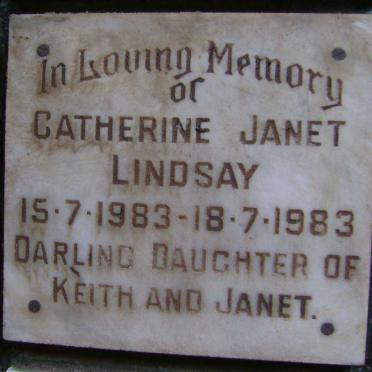 In Loving Memory
of
CATHERINE JANET
LINDSAY
15·7·1983-18·7·1983
DARLING DAUGHTER OF
KEITH AND JANET.